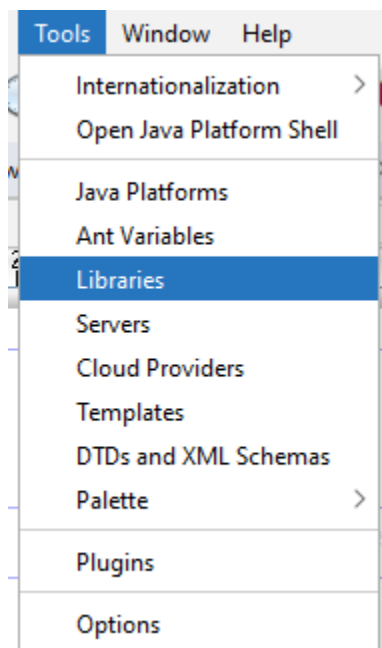 Tools Window Help
Internationalization
Open Java Platform Shell
Java Platforms
Ant Variables
Libraries
Servers
Cloud Providers
Templates
DTDs and XML Schemas
Palette
Plugins
Options